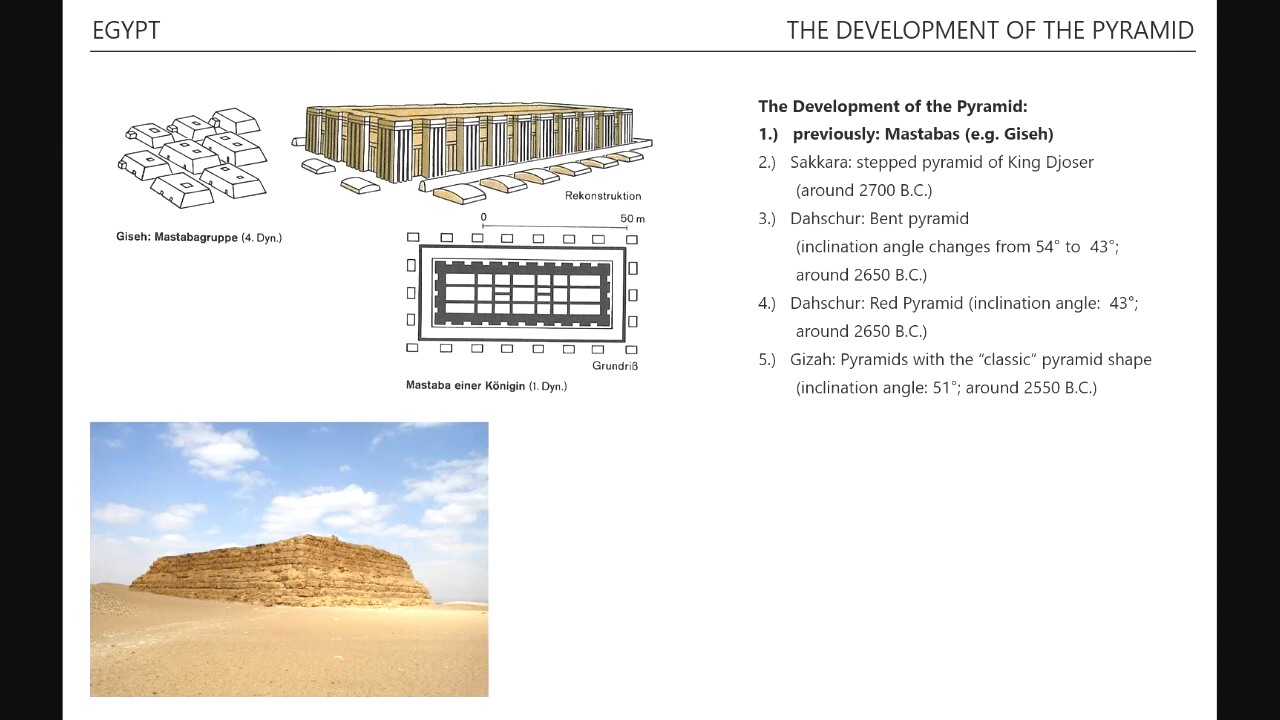 EGYPT
THE DEVELOPMENT OF THE PYRAMID
Rekonstruktion
0 50 m
Giseh: Mastabagruppe (4. Dyn.)
Grundriß
Mastaba einer Königin (1. Dyn.)
The Development of the Pyramid:
1.) previously: Mastabas (e.g. Giseh)
2.) Sakkara: stepped pyramid of King Djoser
(around 2700 B.C.)
3.) Dahschur: Bent pyramid
(inclination angle changes from 54° to 43°;
around 2650 B.C.)
4.) Dahschur: Red Pyramid (inclination angle: 43°;
around 2650 B.C.)
5.) Gizah: Pyramids with the “classic” pyramid shape
(inclination angle: 51°; around 2550 B.C.)